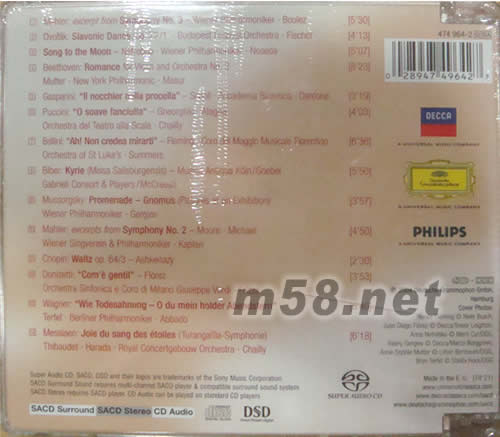 Mahler: excerpt from Symphony No. 3 – Wiener Philharmoniker - Boulez [5'30]
474 964-2
Dvořák: Slavonic Dance – Budapest Festival Orchestra - Fischer [4'13]
Song to the Moon – Netrebko - Wiener Philharmoniker - Noseda [5'07]
0 28947 49642
Beethoven: Romance for Violin and Orchestra No. [8'23]
Mutter - New York Philharmonic - Masur
Gasparini: "Il nocchier nella procella" – Accademia Bizantina - Dantone [3'19]
DECCA
Puccini: "O soave fanciulla" – Gheorghiu [4'03]
Orchestra del Teatro alla Scala - Chailly
A UNIVERSAL MUSIC COMPANY
Bellini: "Ah! Non credea mirarti" – Fleming - Coro del Maggio Musicale Fiorentino [6'36]
Orchestra of St Luke's - Summers
Biber: Kyrie (Missa Salisburgensis) – Musica Antiqua Köln/Goebel
Gabrieli Consort & Players/McCreesh
Deutsche Grammophon
Mussorgsky: Promenade – Gnomus (Pictures at an Exhibition) [3'57]
A UNIVERSAL MUSIC COMPANY
Wiener Philharmoniker - Gergiev
Mahler: excerpts from Symphony No. 2 – Moore - Michael [4'50]
PHILIPS
Wiener Singverein & Philharmoniker - Kaplan
A UNIVERSAL MUSIC COMPANY
Chopin: Waltz op. 64/3 – Ashkenazy [2'30]
Donizetti: "Com'è gentil" – Florez [3'53]
Orchestra Sinfonica e Coro di Milano Giuseppe Verdi
m58.net
Hamburg
Cover Photos:
Wagner: "Wie Todesahnung – O du mein holder Abendstern"
Terfel - Berliner Philharmoniker - Abbado
Messiaen: Joie du sang des étoiles (Turangalîla-Symphonie) [6'18]
Thibaudet - Harada - Royal Concertgebouw Orchestra - Chailly
Super Audio CD, SACD, DSD and their logos are trademarks of the Sony Music Corporation.
SACD Surround Sound requires multi-channel SACD player & compatible surround sound system
SACD Stereo requires SACD player. CD Audio can be played on standard CD players
Made in the E.
SACD Surround SACD Stereo CD Audio
DSD
SUPER AUDIO CD